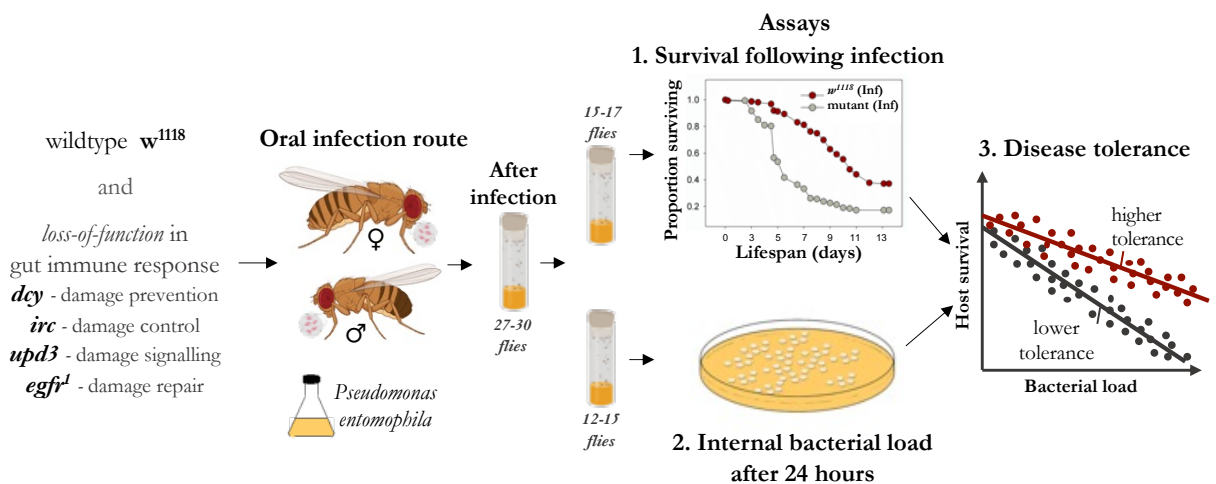 wildtype w1118
and
loss-of-function in
gut immune response
dcy - damage prevention
irc - damage control
upd3 - damage signalling
egfr1 - damage repair
Oral infection route
♀
♂
Pseudomonas
entomophila
After
infection
27-30
flies
15-17
flies
12-15
flies
Assays
1. Survival following infection
w1118 (Inf)
mutant (Inf)
Proportion surviving
1.0
0.8
0.6
0.4
0.2
0 3 5 7 9 11 13
Lifespan (days)
2. Internal bacterial load
after 24 hours
3. Disease tolerance
higher
tolerance
lower
tolerance
Host survival
Bacterial load